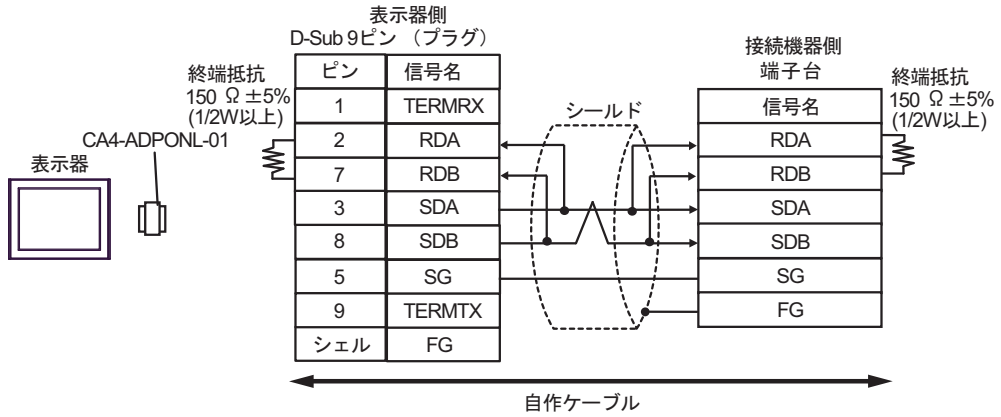 表示器側
D-Sub 9ピン （プラグ）
接続機器側
端子台
終端抵抗
150 Ω ±5%
(1/2W以上)
CA4-ADPONL-01
表示器
ピン 信号名
1 TERMRX
2 RDA
7 RDB
3 SDA
8 SDB
5 SG
9 TERMTX
シェル FG
シールド
信号名
RDA
RDB
SDA
SDB
SG
FG
終端抵抗
150 Ω ±5%
(1/2W以上)
自作ケーブル